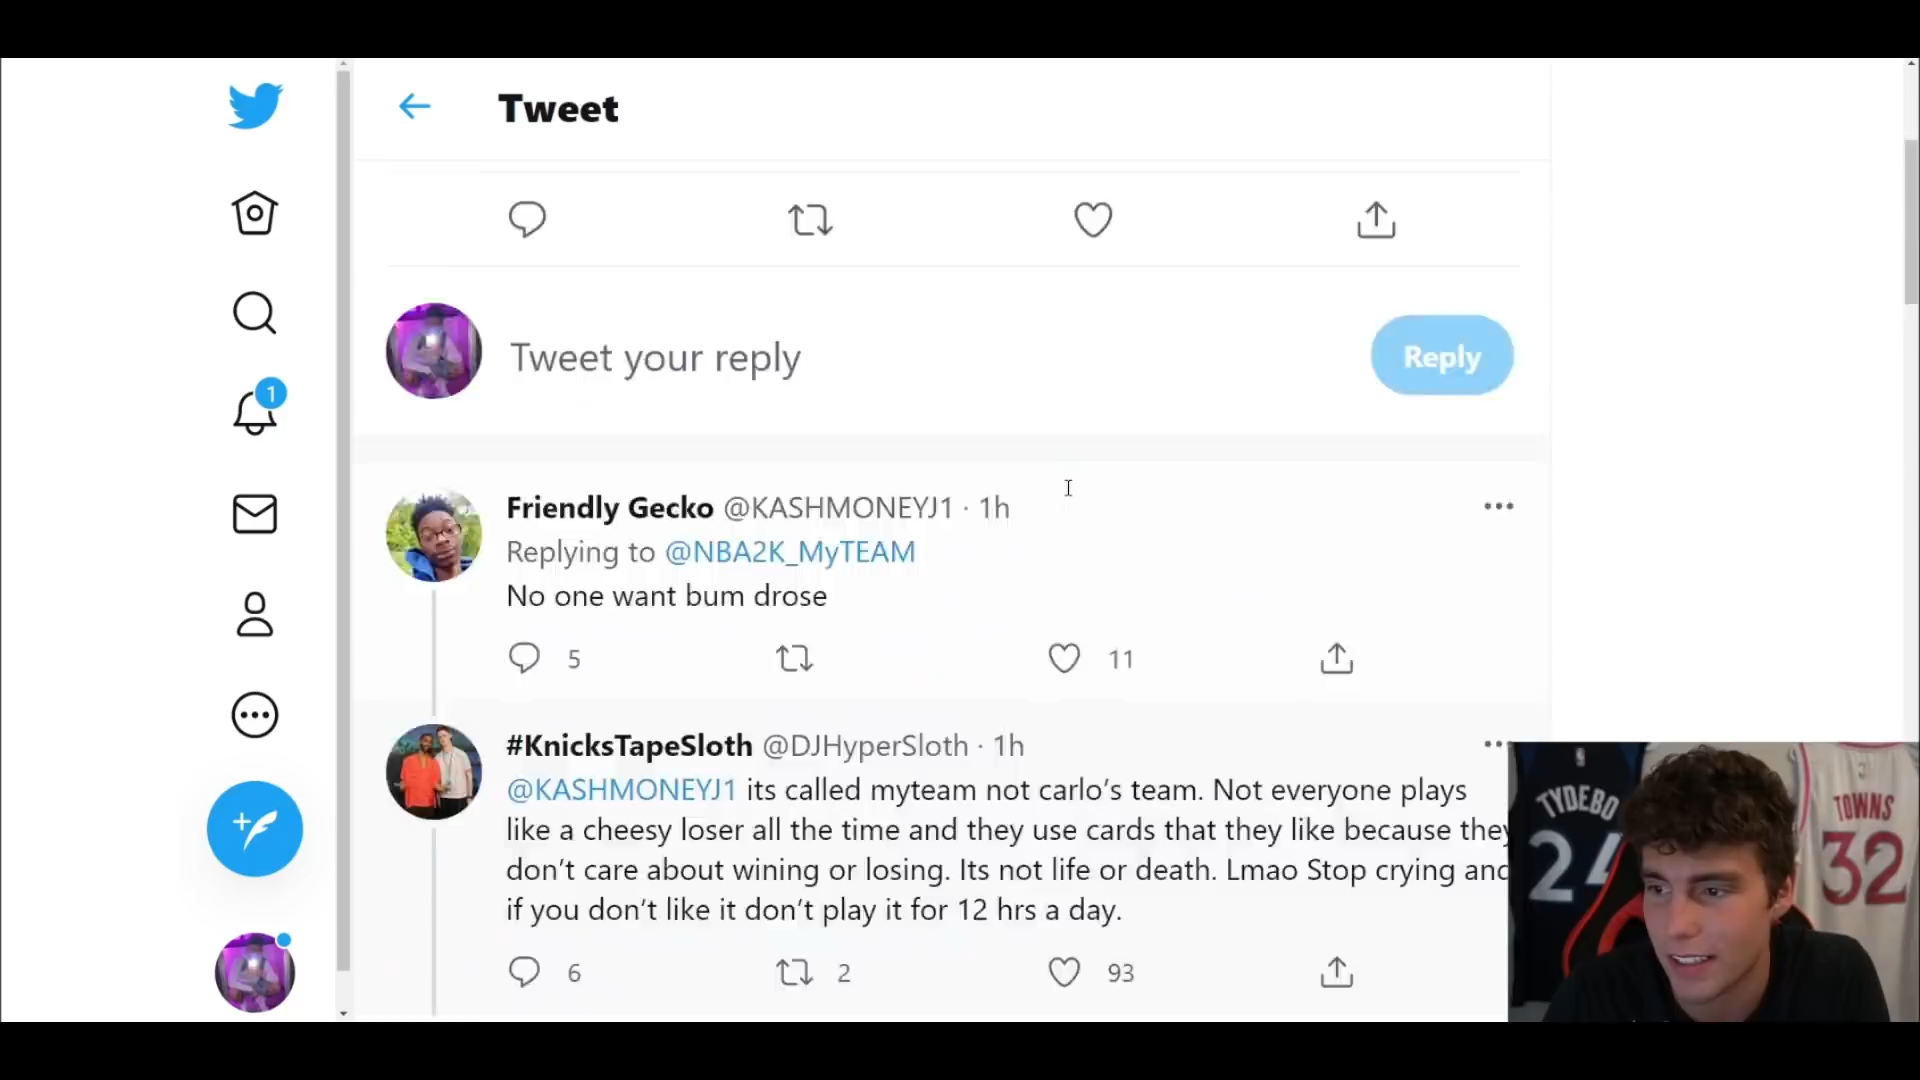 Tweet
Tweet your reply
Reply
1
Friendly Gecko @KASHMONEYJ1 · 1h
Replying to @NBA2K_MyTEAM
No one want bum drose
5
11
#KnicksTapeSloth @DJHyperSloth · 1h
@KASHMONEYJ1 its called myteam not carlo’s team. Not everyone plays
like a cheesy loser all the time and they use cards that they like because they
don’t care about wining or losing. Its not life or death. Lmao Stop crying and
if you don’t like it don’t play it for 12 hrs a day.
6
2
93
TYDEBO
24
TOWNS
32